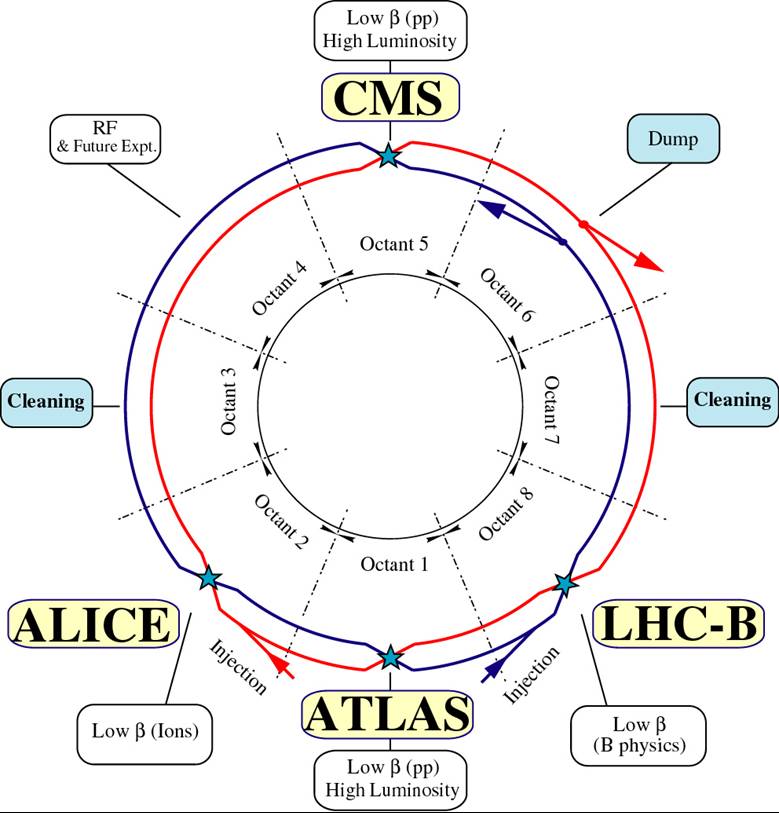 Low β (pp)
High Luminosity
CMS
RF
& Future Expt.
Dump
Octant 5
Octant 4
Octant 6
Cleaning
Octant 3
Octant 7
Cleaning
Octant 2
Octant 8
Octant 1
ALICE
LHC-B
Injection
Injection
ATLAS
Low β (Ions)
Low β
(B physics)
Low β (pp)
High Luminosity